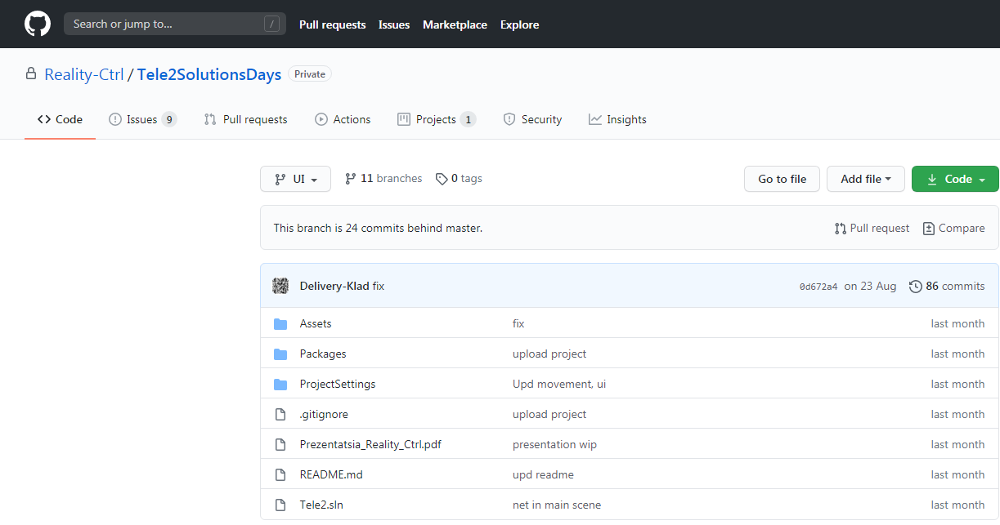 Search or jump to... /
Pull requests Issues Marketplace Explore
Reality-Ctrl / Tele2SolutionsDays Private
Code Issues 9 Pull requests Actions Projects 1 Security Insights
UI 11 branches 0 tags Go to file Add file Code
This branch is 24 commits behind master. Pull request Compare
Delivery-Klad fix 0d672a4 on 23 Aug 86 commits
Assets fix last month
Packages upload project last month
ProjectSettings Upd movement, ui last month
.gitignore upload project last month
Prezentatsia_Reality_Ctrl.pdf presentation wip last month
README.md upd readme last month
Tele2.sln net in main scene last month